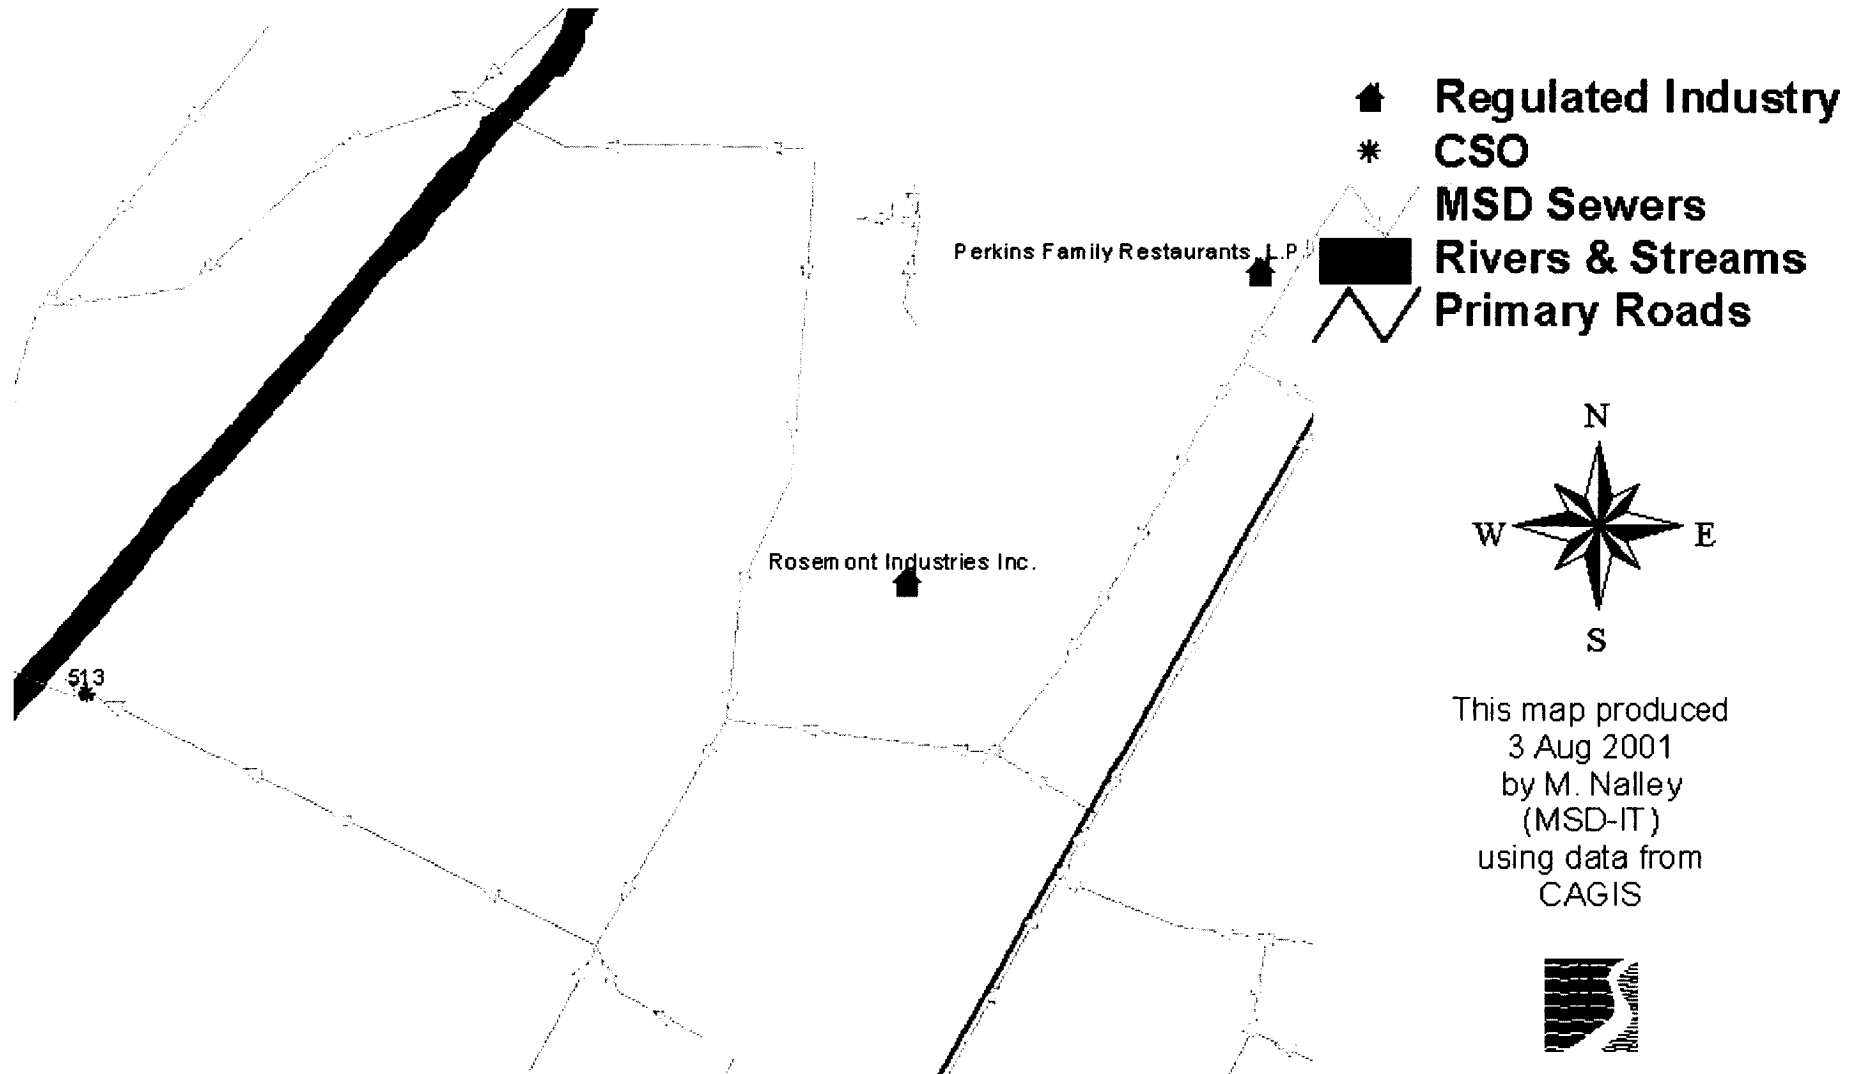 Regulated Industry
CSO
MSD Sewers
Rivers & Streams
Primary Roads
Perkins Family Restaurants, L.P.
Rosemont Industries Inc.
513
N
W E
S
This map produced
3 Aug 2001
by M. Nalley
(MSD-IT)
using data from
CAGIS